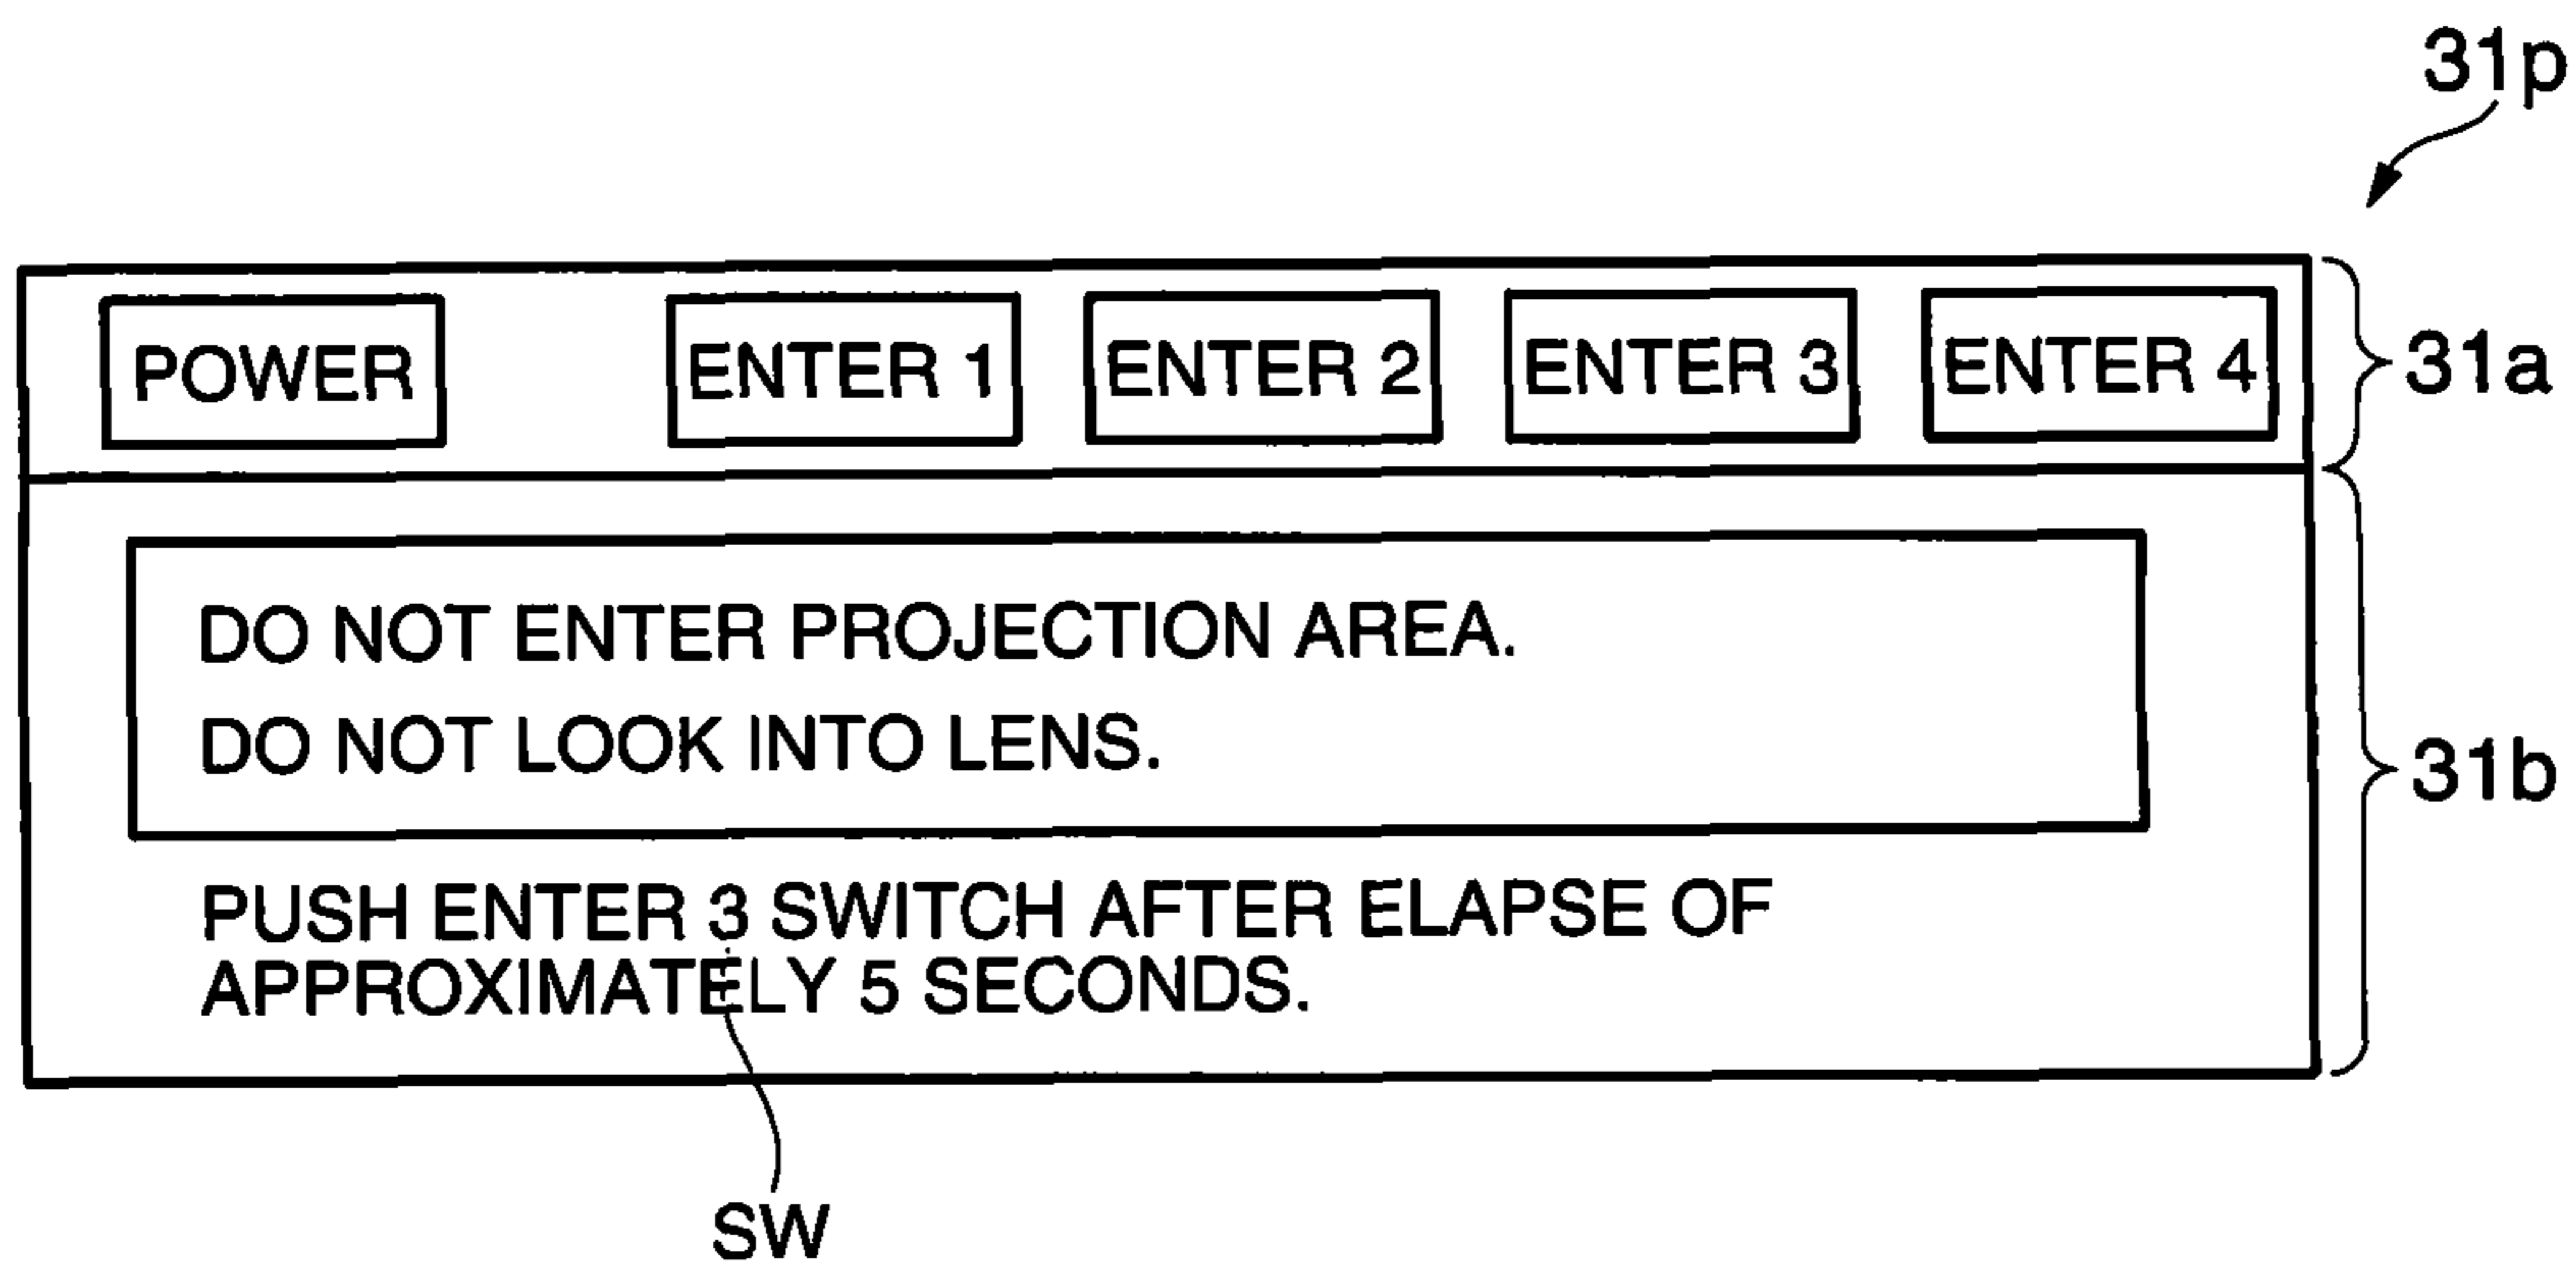 31p
POWER ENTER 1 ENTER 2 ENTER 3 ENTER 4
31a
DO NOT ENTER PROJECTION AREA.
DO NOT LOOK INTO LENS.
31b
PUSH ENTER 3 SWITCH AFTER ELAPSE OF
APPROXIMATELY 5 SECONDS.
SW